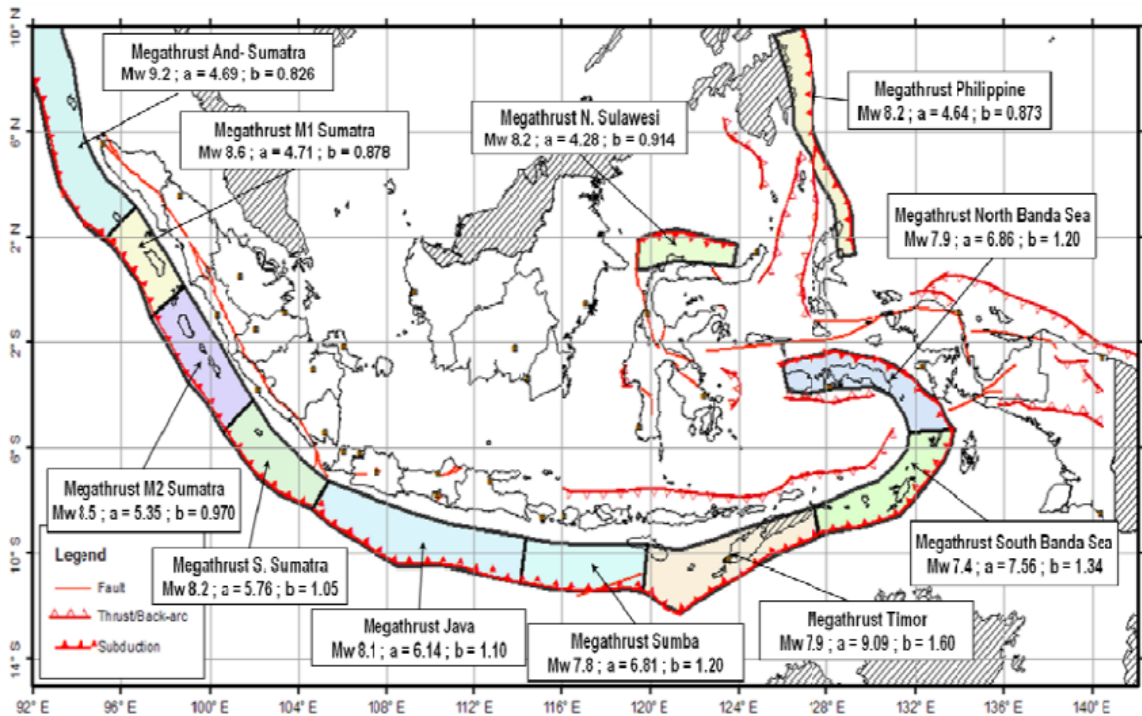 10° N
6° N
2° N
2° S
6° S
10° S
14° S
92° E
96° E
100° E
104° E
108° E
112° E
116° E
120° E
124° E
128° E
132° E
136° E
140° E
Megathrust And- Sumatra
Mw 9.2 ; a = 4.69 ; b = 0.826
Megathrust M1 Sumatra
Mw 8.6 ; a = 4.71 ; b = 0.878
Megathrust N. Sulawesi
Mw 8.2 ; a = 4.28 ; b = 0.914
Megathrust Philippine
Mw 8.2 ; a = 4.64 ; b = 0.873
Megathrust North Banda Sea
Mw 7.9 ; a = 6.86 ; b = 1.20
Megathrust M2 Sumatra
Mw 8.5 ; a = 5.35 ; b = 0.970
Megathrust S. Sumatra
Mw 8.2 ; a = 5.76 ; b = 1.05
Megathrust Java
Mw 8.1 ; a = 6.14 ; b = 1.10
Megathrust Sumba
Mw 7.8 ; a = 6.81 ; b = 1.20
Megathrust Timor
Mw 7.9 ; a = 9.09 ; b = 1.60
Megathrust South Banda Sea
Mw 7.4 ; a = 7.56 ; b = 1.34
Legend
Fault
Thrust/Back-arc
Subduction